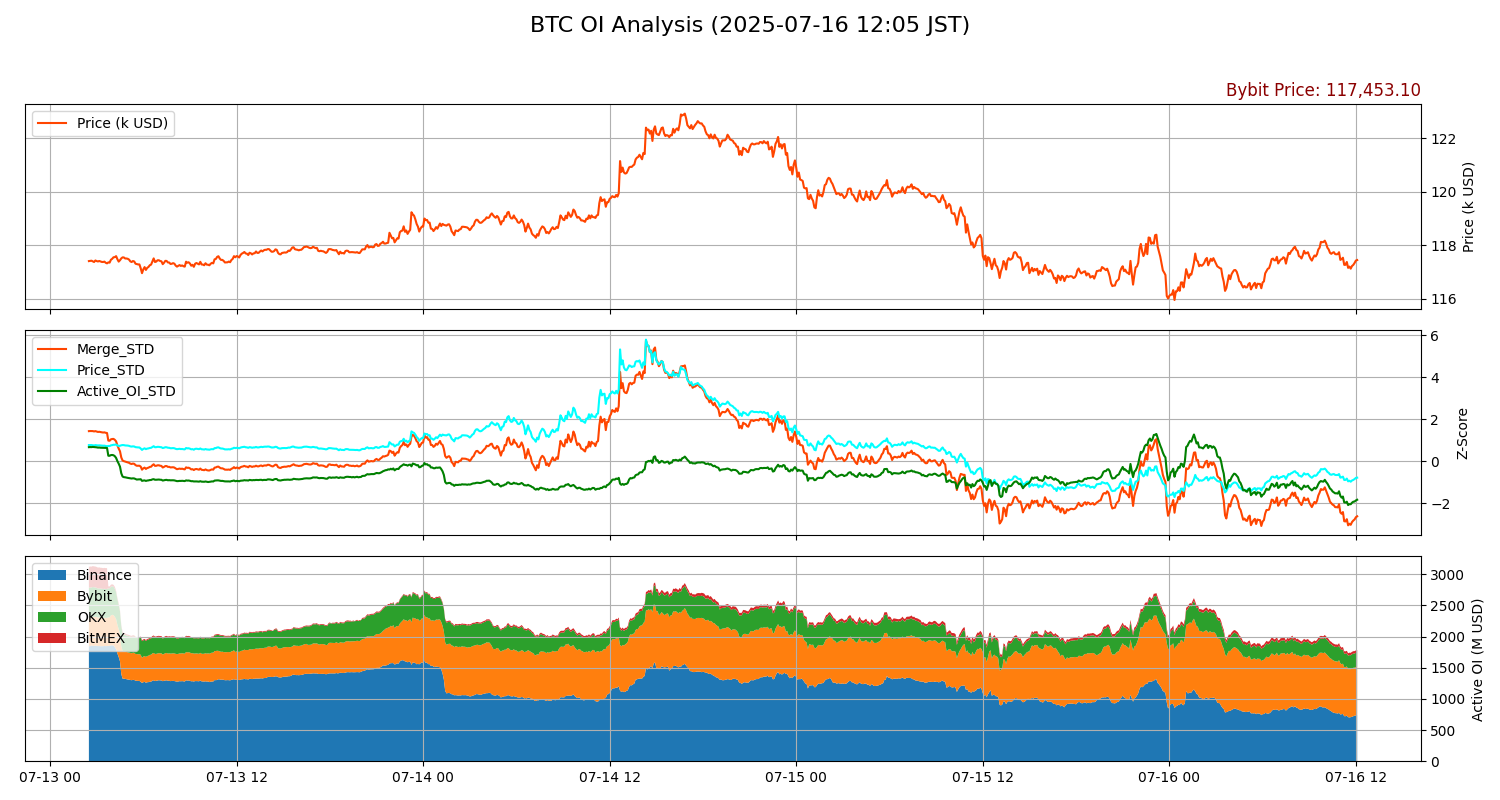 BTC OI Analysis (2025-07-16 12:05 JST)
Bybit Price: 117,453.10
Price (k USD)
122
120
118
116
Price (k USD)
Merge_STD
Price_STD
Active_OI_STD
6
4
2
0
−2
Z-Score
Binance
Bybit
OKX
BitMEX
3000
2500
2000
1500
1000
500
0
Active OI (M USD)
07-13 00
07-13 12
07-14 00
07-14 12
07-15 00
07-15 12
07-16 00
07-16 12